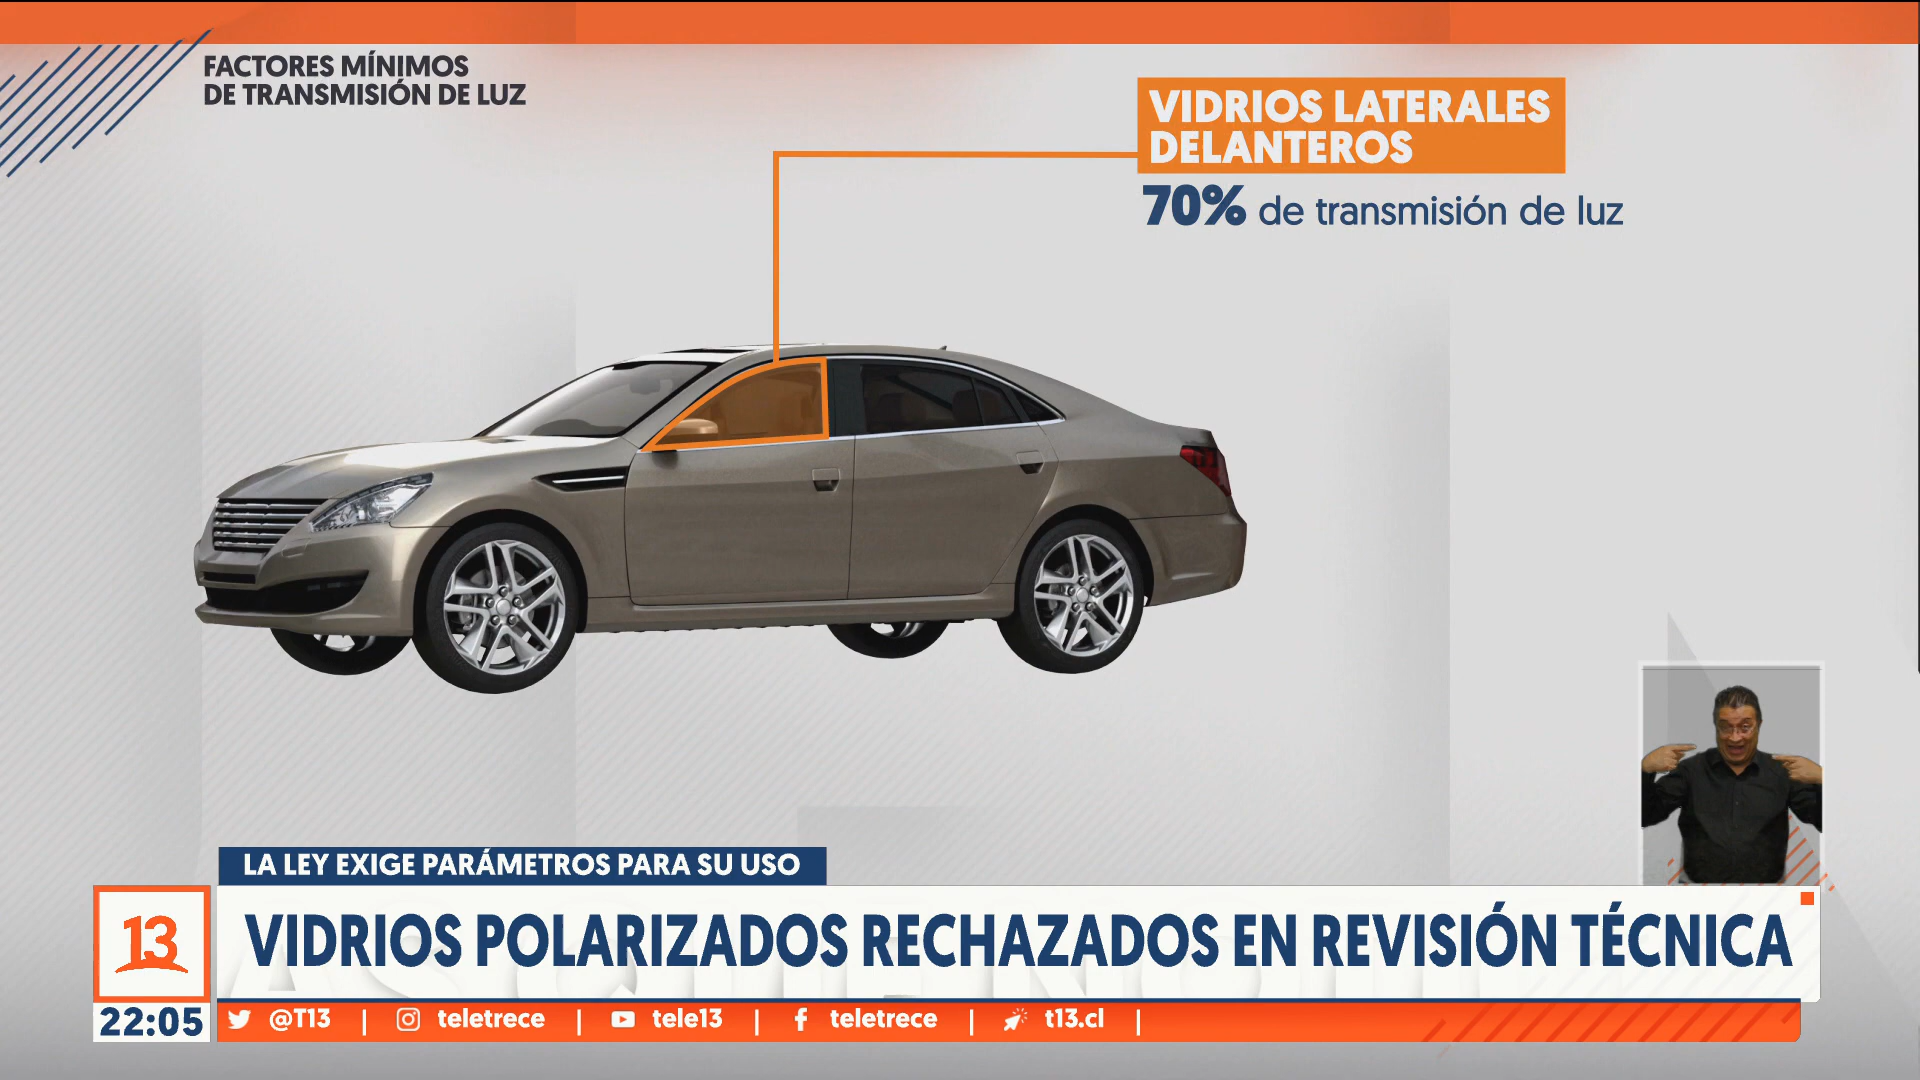 FACTORES MÍNIMOS
DE TRANSMISIÓN DE LUZ
VIDRIOS LATERALES
DELANTEROS
70% de transmisión de luz
LA LEY EXIGE PARÁMETROS PARA SU USO
13
VIDRIOS POLARIZADOS RECHAZADOS EN REVISIÓN TÉCNICA
22:05 @T13 | teletrece | tele13 | teletrece | t13.cl |